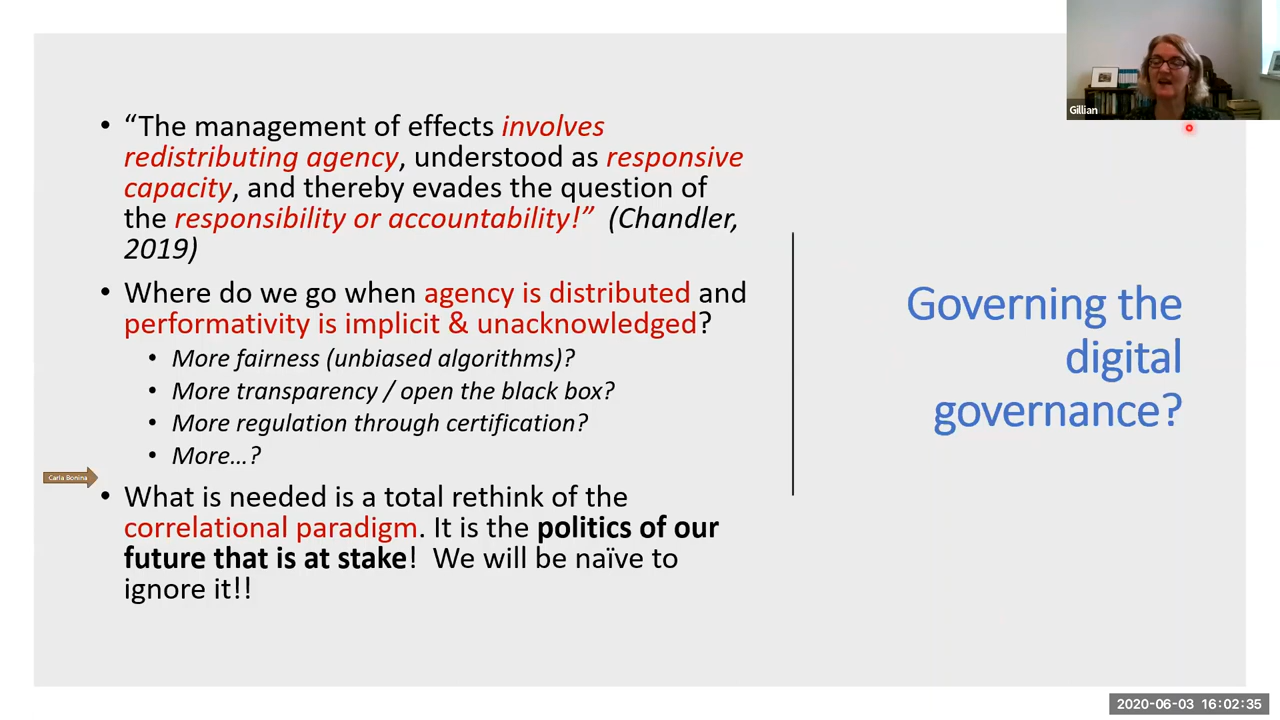 Gillian
• “The management of effects involves
redistributing agency, understood as responsive
capacity, and thereby evades the question of
the responsibility or accountability!” (Chandler,
2019)
• Where do we go when agency is distributed and
performativity is implicit & unacknowledged?
• More fairness (unbiased algorithms)?
• More transparency / open the black box?
• More regulation through certification?
• More…?
Carla Bonina
• What is needed is a total rethink of the
correlational paradigm. It is the politics of our
future that is at stake! We will be naïve to
ignore it!!
Governing the
digital
governance?
2020-06-03 16:02:35